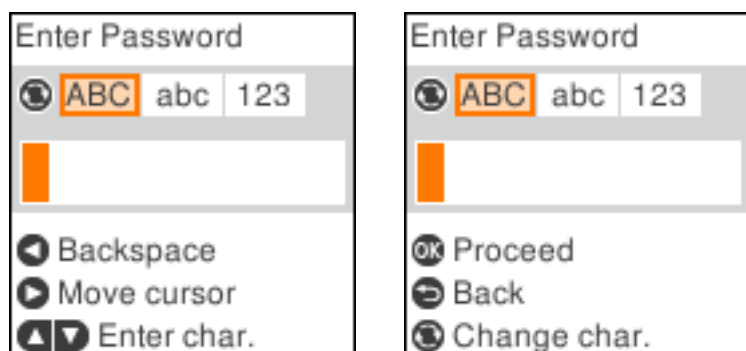 Enter Password
ABC abc 123
Backspace
Move cursor
Enter char.
Enter Password
ABC abc 123
OK Proceed
Back
Change char.